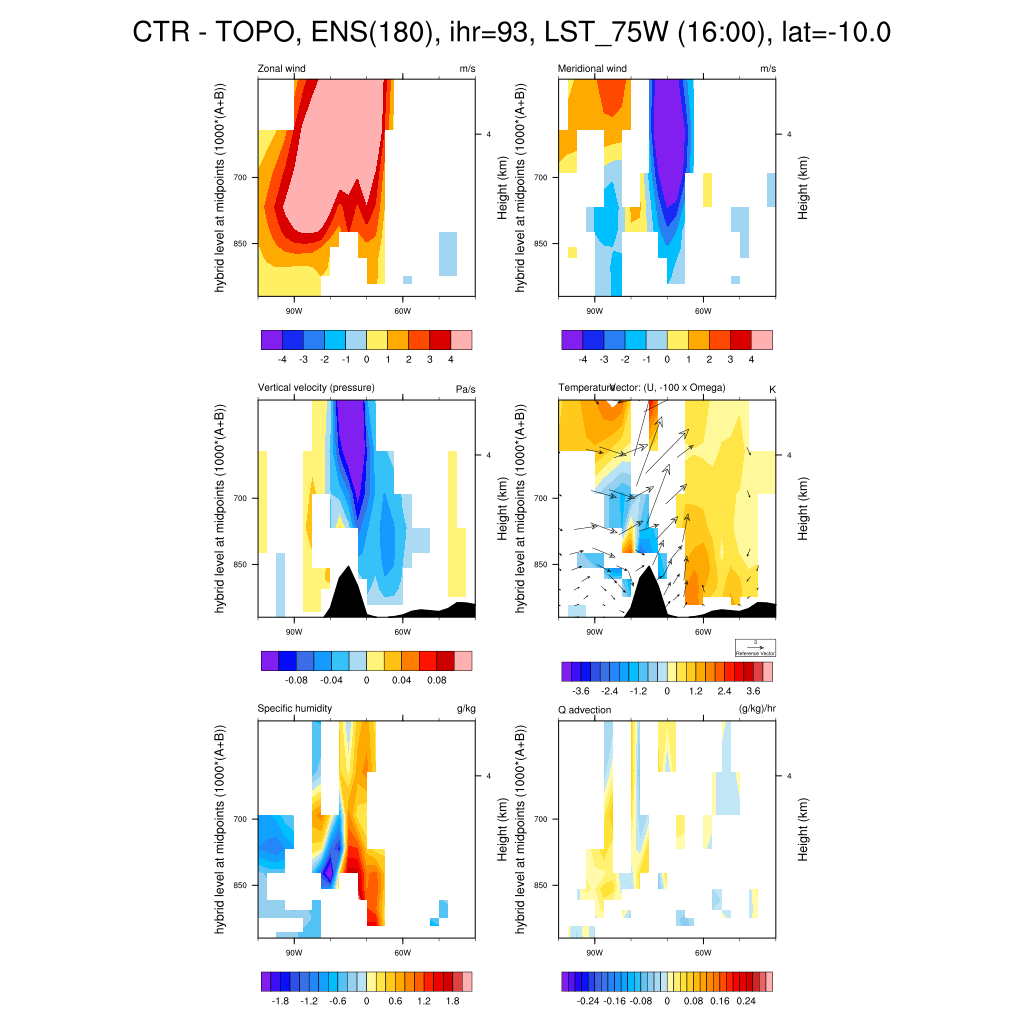 CTR - TOPO, ENS(180), ihr=93, LST_75W (16:00), lat=-10.0
Zonal wind m/s
hybrid level at midpoints (1000*(A+B))
700
850
4
Height (km)
90W 60W
-4 -3 -2 -1 0 1 2 3 4
Meridional wind m/s
hybrid level at midpoints (1000*(A+B))
700
850
4
Height (km)
90W 60W
-4 -3 -2 -1 0 1 2 3 4
Vertical velocity (pressure) Pa/s
hybrid level at midpoints (1000*(A+B))
700
850
4
Height (km)
90W 60W
-0.08 -0.04 0 0.04 0.08
Temperature Vector: (U, -100 x Omega) K
hybrid level at midpoints (1000*(A+B))
700
850
4
Height (km)
90W 60W
3
Reference Vector
-3.6 -2.4 -1.2 0 1.2 2.4 3.6
Specific humidity g/kg
hybrid level at midpoints (1000*(A+B))
700
850
4
Height (km)
90W 60W
-1.8 -1.2 -0.6 0 0.6 1.2 1.8
Q advection (g/kg)/hr
hybrid level at midpoints (1000*(A+B))
700
850
4
Height (km)
90W 60W
-0.24 -0.16 -0.08 0 0.08 0.16 0.24